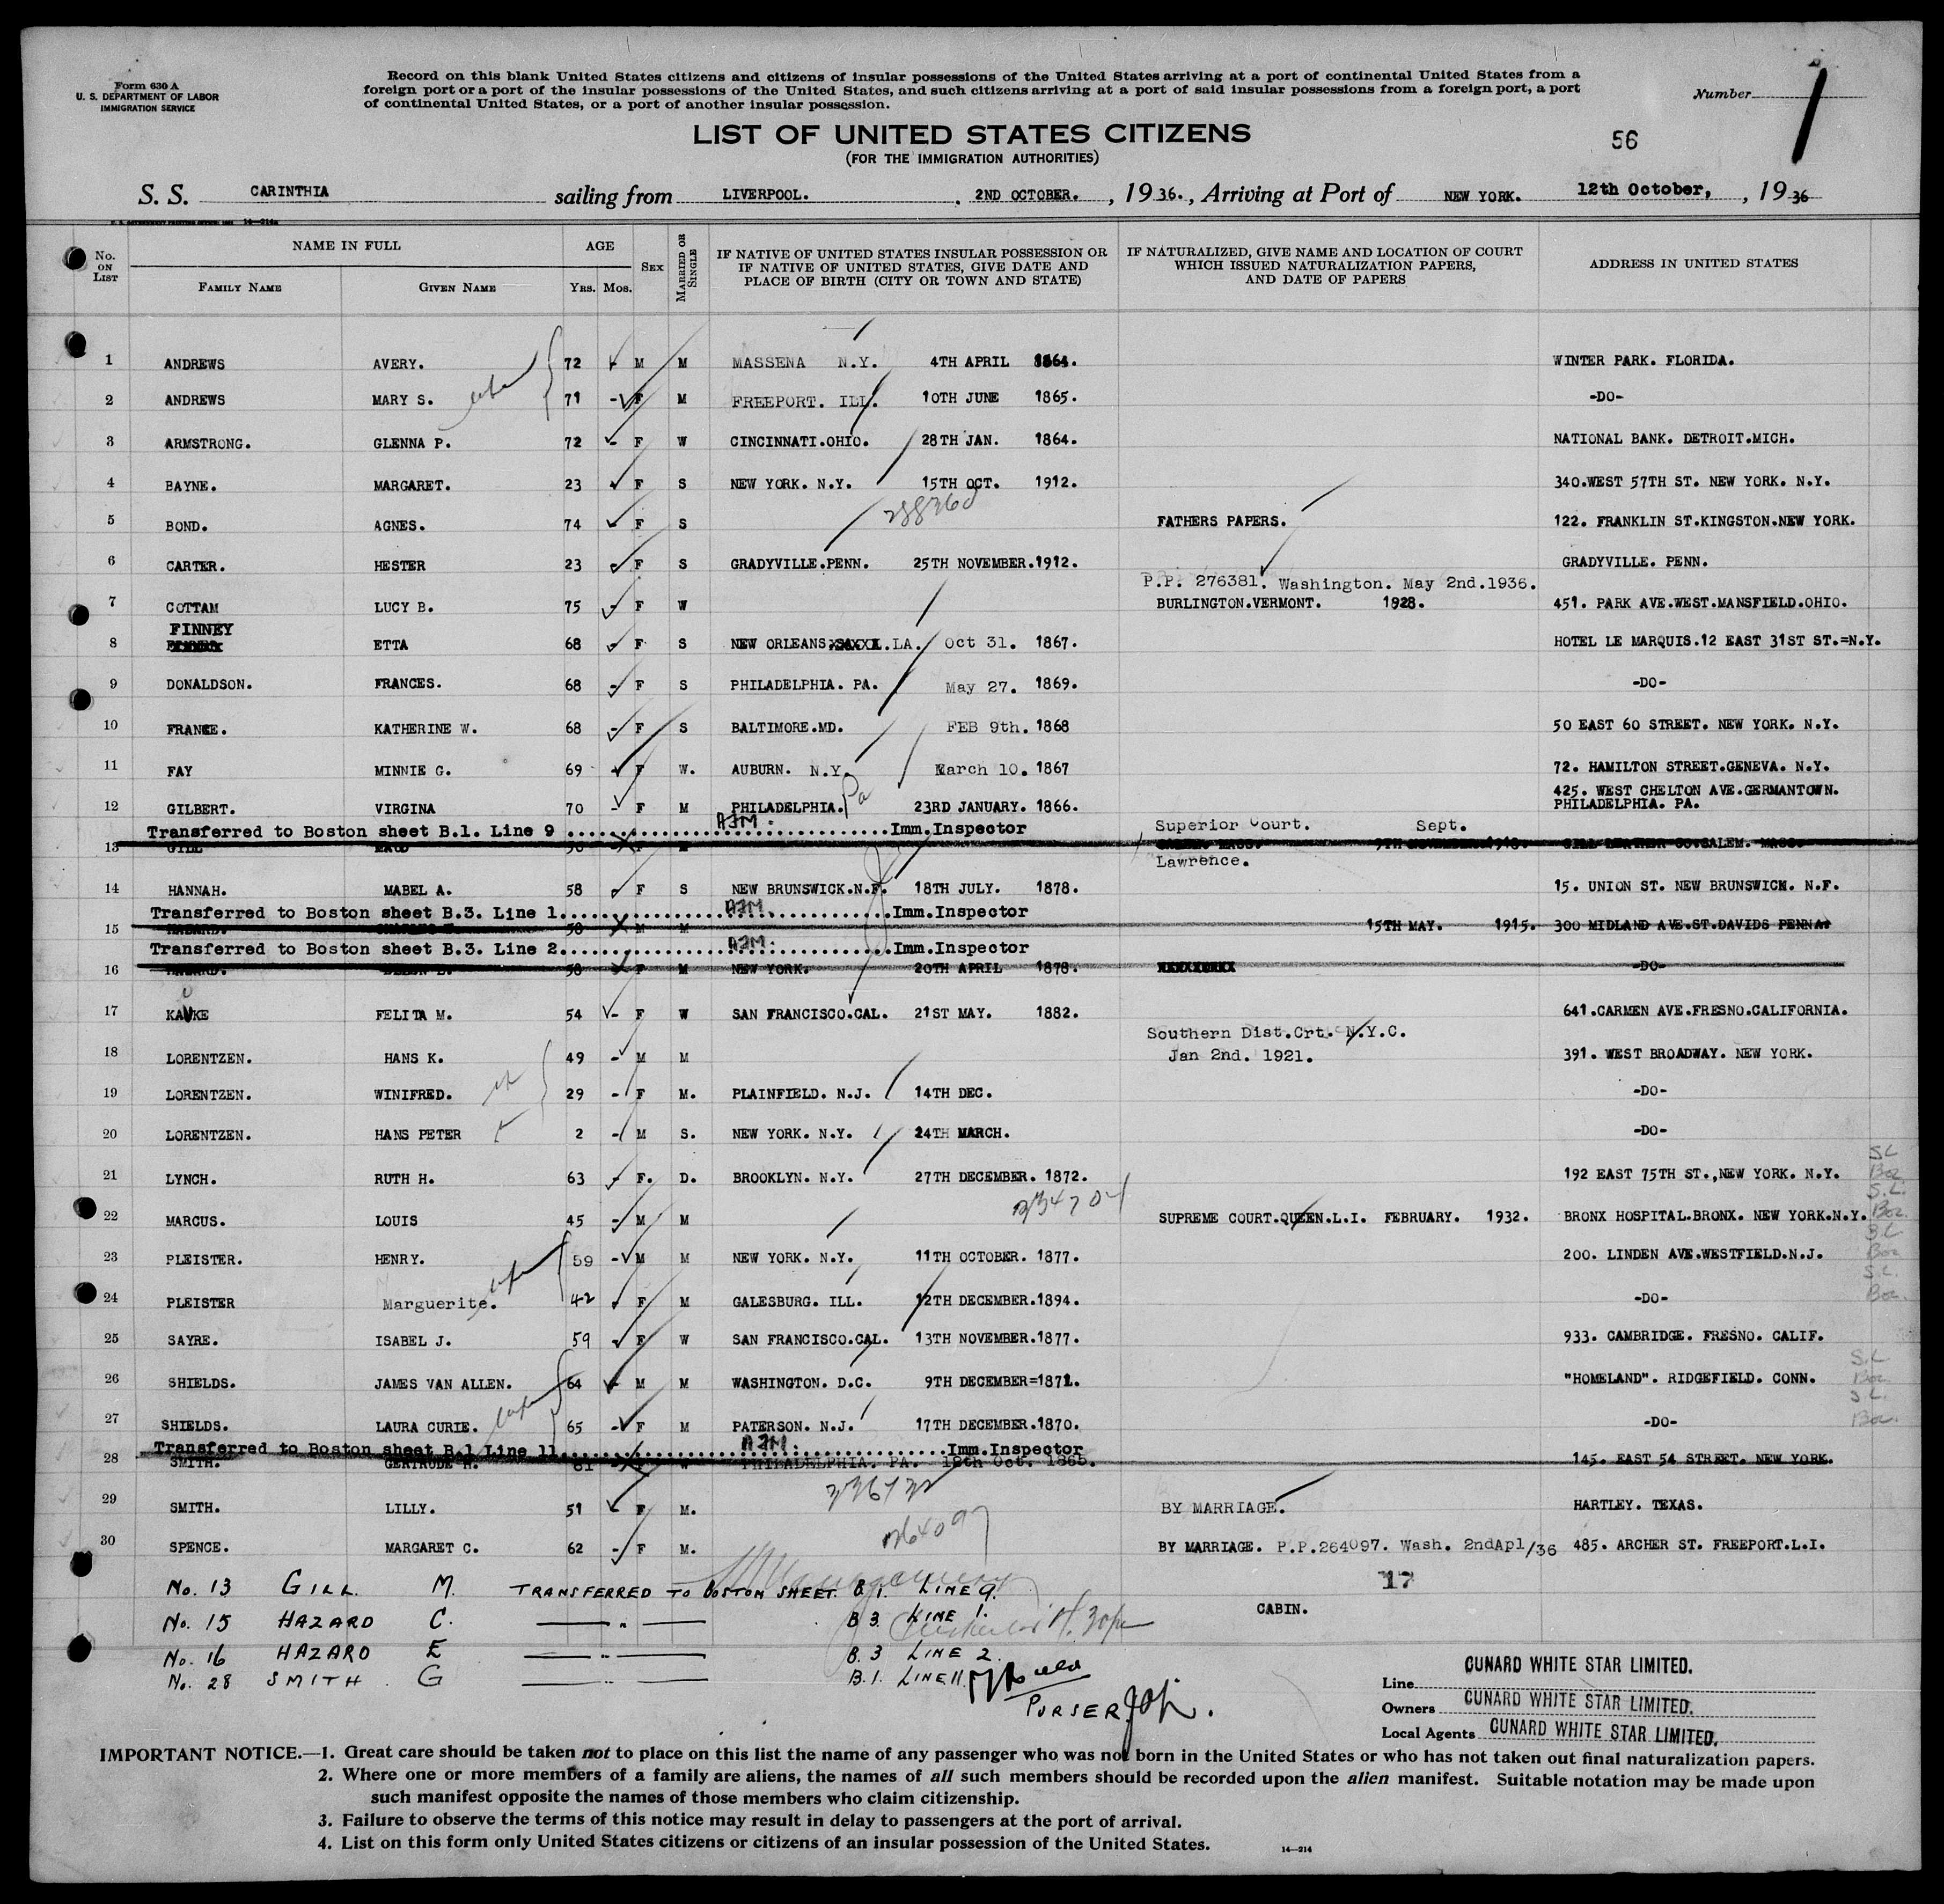 Form 630 A
U. S. DEPARTMENT OF LABOR
IMMIGRATION SERVICE
Record on this blank United States citizens and citizens of insular possessions of the United States arriving at a port of continental United States from a
foreign port or a port of the insular possessions of the United States, and such citizens arriving at a port of said insular possessions from a foreign port, a port
of continental United States, or a port of another insular possession.
Number 1
LIST OF UNITED STATES CITIZENS
(FOR THE IMMIGRATION AUTHORITIES)
56
S. S. CARINTHIA sailing from LIVERPOOL. , 2ND OCTOBER. , 1936. , Arriving at Port of NEW YORK. 12th October, , 1936
No. ON LIST NAME IN FULL FAMILY NAME GIVEN NAME AGE YRS. MOS. SEX MARRIED OR SINGLE IF NATIVE OF UNITED STATES INSULAR POSSESSION OR IF NATIVE OF UNITED STATES, GIVE DATE AND PLACE OF BIRTH (CITY OR TOWN AND STATE) IF NATURALIZED, GIVE NAME AND LOCATION OF COURT WHICH ISSUED NATURALIZATION PAPERS, AND DATE OF PAPERS ADDRESS IN UNITED STATES
1 ANDREWS AVERY. 72 - M M MASSENA N.Y. 4TH APRIL 1864. WINTER PARK. FLORIDA.
2 ANDREWS MARY S. 71 - F M FREEPORT. ILL. 10TH JUNE 1865. -DO-
3 ARMSTRONG. GLENNA P. 72 - F W CINCINNATI.OHIO. 28TH JAN. 1864. NATIONAL BANK. DETROIT.MICH.
4 BAYNE. MARGARET. 23 - F S NEW YORK. N.Y. 15TH OCT. 1912. 340.WEST 57TH ST. NEW YORK. N.Y.
5 BOND. AGNES. 74 - F S FATHERS PAPERS. 122. FRANKLIN ST.KINGSTON.NEW YORK.
6 CARTER. HESTER 23 - F S GRADYVILLE.PENN. 25TH NOVEMBER.1912. GRADYVILLE. PENN.
P.P. 276381. Washington. May 2nd.1936.
7 COTTAM LUCY B. 75 - F W BURLINGTON.VERMONT. 1928. 451. PARK AVE.WEST.MANSFIELD.OHIO.
FINNEY
8 ETTA 68 - F S NEW ORLEANS. LA. Oct 31. 1867. HOTEL LE MARQUIS.12 EAST 31ST ST.=N.Y.
9 DONALDSON. FRANCES. 68 - F S PHILADELPHIA. PA. May 27. 1869. -DO-
10 FRANCE. KATHERINE W. 68 - F S BALTIMORE.MD. FEB 9th. 1868 50 EAST 60 STREET. NEW YORK. N.Y.
11 FAY MINNIE G. 69 - F W. AUBURN. N.Y. March 10. 1867 72. HAMILTON STREET.GENEVA. N.Y.
12 GILBERT. VIRGINA 70 - F M PHILADELPHIA. Pa 23RD JANUARY. 1866. 425. WEST CHELTON AVE.GERMANTOWN. PHILADELPHIA. PA.
Transferred to Boston sheet B.1. Line 9 AJM. Imm.Inspector Superior Court. Sept.
13 GILL MAUD
Lawrence.
14 HANNAH. MABEL A. 58 - F S NEW BRUNSWICK.N.F. 18TH JULY. 1878. 15. UNION ST. NEW BRUNSWICK. N.F.
Transferred to Boston sheet B.3. Line 1. AJM. Imm.Inspector
15 HAZARD. 58 M M 15TH MAY. 1915. 300 MIDLAND AVE.ST.DAVIDS PENNA.
Transferred to Boston sheet B.3. Line 2. AJM. Imm.Inspector
16 HAZARD. 58 F M NEW YORK. 20TH APRIL 1878. -DO-
17 KAUKE FELITA M. 54 - F W SAN FRANCISCO.CAL. 21ST MAY. 1882. 641.CARMEN AVE.FRESNO.CALIFORNIA.
Southern Dist.Crt. N.Y.C.
18 LORENTZEN. HANS K. 49 - M M Jan 2nd. 1921. 391. WEST BROADWAY. NEW YORK.
19 LORENTZEN. WINIFRED. 29 - F M. PLAINFIELD. N.J. 14TH DEC. -DO-
20 LORENTZEN. HANS PETER 2 - M S. NEW YORK. N.Y. 24TH MARCH. -DO-
21 LYNCH. RUTH H. 63 - F. D. BROOKLYN. N.Y. 27TH DECEMBER. 1872. 192 EAST 75TH ST.,NEW YORK. N.Y.
22 MARCUS. LOUIS 45 - M M SUPREME COURT.QUEEN.L.I. FEBRUARY. 1932. BRONX HOSPITAL.BRONX. NEW YORK.N.Y.
23 PLEISTER. HENRY. 59 - M M NEW YORK. N.Y. 11TH OCTOBER. 1877. 200. LINDEN AVE.WESTFIELD.N.J.
24 PLEISTER Marguerite. 42 - F M GALESBURG. ILL. 12TH DECEMBER.1894. -DO-
25 SAYRE. ISABEL J. 59 - F W SAN FRANCISCO.CAL. 13TH NOVEMBER.1877. 933. CAMBRIDGE. FRESNO. CALIF.
26 SHIELDS. JAMES VAN ALLEN. 64 - M M WASHINGTON. D.C. 9TH DECEMBER=1871. "HOMELAND". RIDGEFIELD. CONN.
27 SHIELDS. LAURA CURIE. 65 - F M PATERSON. N.J. 17TH DECEMBER.1870. -DO-
Transferred to Boston sheet B.1 Line 11 AJM. Imm.Inspector
28 SMITH. GERTRUDE H. 61 W PHILADELPHIA. PA. 12th Oct. 1865. 145. EAST 54 STREET. NEW YORK.
29 SMITH. LILLY. 51 F M. BY MARRIAGE. HARTLEY. TEXAS.
264097
30 SPENCE. MARGARET C. 62 - F M. BY MARRIAGE. P.P.264097. Wash. 2ndApl/36 485. ARCHER ST. FREEPORT.L.I.
No. 13 GILL M. TRANSFERRED TO BOSTON SHEET. B 1. LINE 9. 17
No. 15 HAZARD C. — " — B 3. LINE 1. CABIN.
No. 16 HAZARD E — " — B. 3 LINE 2.
No. 28 SMITH. G — " — B. 1. LINE 11.
PURSER
Line CUNARD WHITE STAR LIMITED.
Owners CUNARD WHITE STAR LIMITED.
Local Agents CUNARD WHITE STAR LIMITED.
IMPORTANT NOTICE.—1. Great care should be taken not to place on this list the name of any passenger who was not born in the United States or who has not taken out final naturalization papers.
2. Where one or more members of a family are aliens, the names of all such members should be recorded upon the alien manifest. Suitable notation may be made upon
such manifest opposite the names of those members who claim citizenship.
3. Failure to observe the terms of this notice may result in delay to passengers at the port of arrival.
4. List on this form only United States citizens or citizens of an insular possession of the United States.
14—214